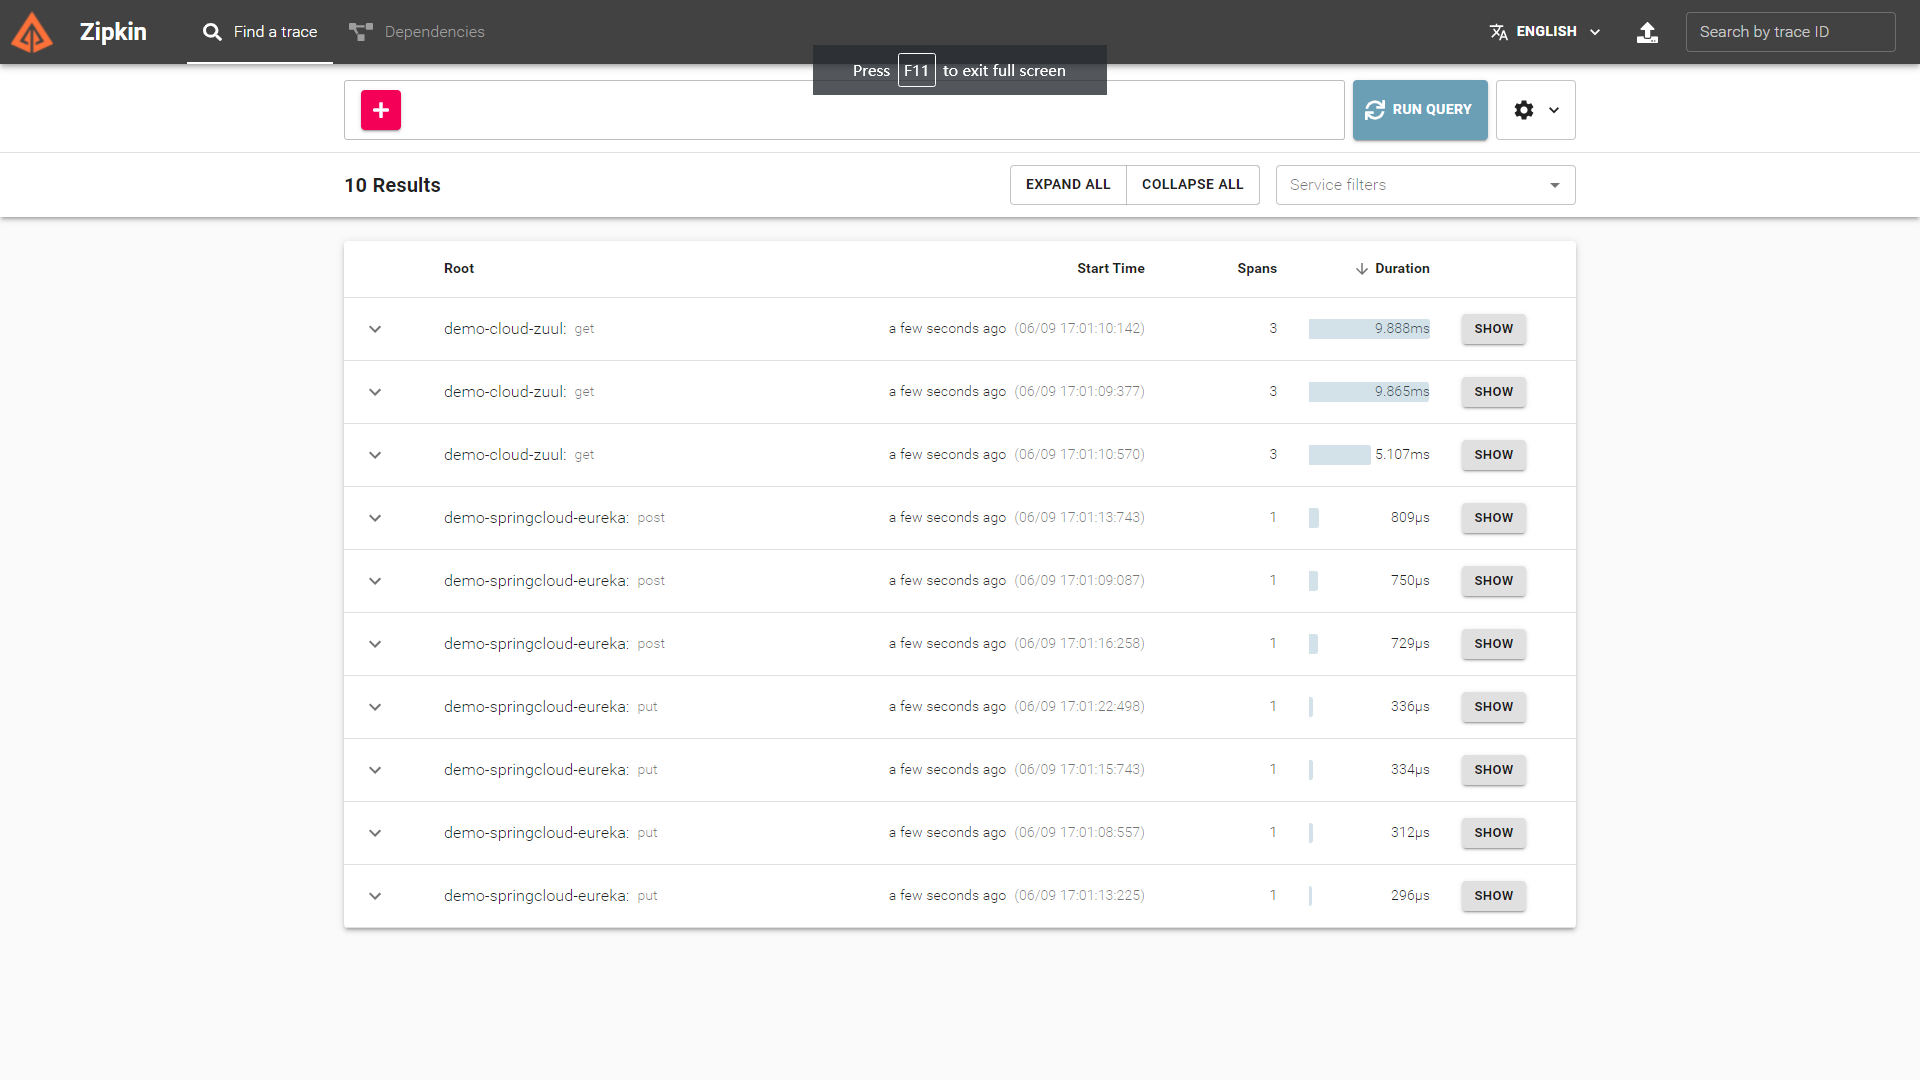 Zipkin
Find a trace
Dependencies
ENGLISH
Search by trace ID
Press F11 to exit full screen
RUN QUERY
10 Results
EXPAND ALL
COLLAPSE ALL
Service filters
Root Start Time Spans Duration
demo-cloud-zuul: get a few seconds ago (06/09 17:01:10:142) 3 9.888ms SHOW
demo-cloud-zuul: get a few seconds ago (06/09 17:01:09:377) 3 9.865ms SHOW
demo-cloud-zuul: get a few seconds ago (06/09 17:01:10:570) 3 5.107ms SHOW
demo-springcloud-eureka: post a few seconds ago (06/09 17:01:13:743) 1 809μs SHOW
demo-springcloud-eureka: post a few seconds ago (06/09 17:01:09:087) 1 750μs SHOW
demo-springcloud-eureka: post a few seconds ago (06/09 17:01:16:258) 1 729μs SHOW
demo-springcloud-eureka: put a few seconds ago (06/09 17:01:22:498) 1 336μs SHOW
demo-springcloud-eureka: put a few seconds ago (06/09 17:01:15:743) 1 334μs SHOW
demo-springcloud-eureka: put a few seconds ago (06/09 17:01:08:557) 1 312μs SHOW
demo-springcloud-eureka: put a few seconds ago (06/09 17:01:13:225) 1 296μs SHOW